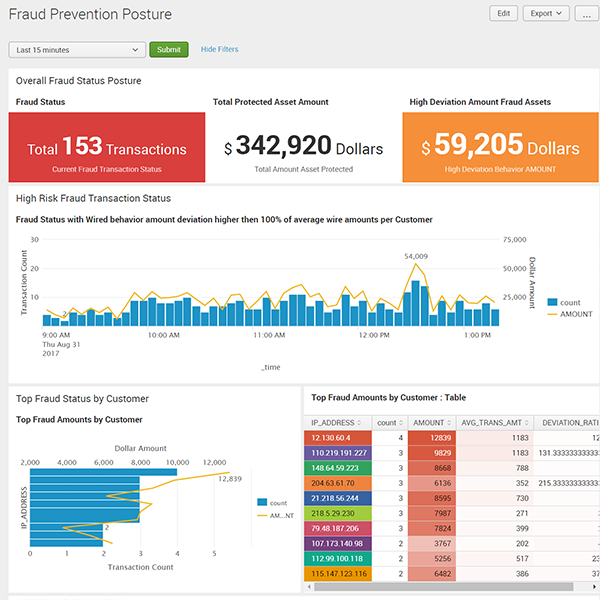 Fraud Prevention Posture
Edit Export ...
Last 15 minutes Submit Hide Filters
Overall Fraud Status Posture
Fraud Status Total Protected Asset Amount High Deviation Amount Fraud Assets
Total 153 Transactions $ 342,920 Dollars $ 59,205 Dollars
Current Fraud Transaction Status Total Amount Asset Protected High Deviation Behavior AMOUNT
High Risk Fraud Transaction Status
Fraud Status with Wired behavior amount deviation higher then 100% of average wire amounts per Customer
Transaction Count
30
20
10
2
54,009
75,000
50,000
25,000
Dollar Amount
count
AMOUNT
9:00 AM 10:00 AM 11:00 AM 12:00 PM 1:00 PM
Thu Aug 31
2017
_time
Top Fraud Status by Customer
Top Fraud Amounts by Customer
Dollar Amount
2,000 4,000 6,000 8,000 10,000 12,000
12,839
IP_ADDRESS
2
count
AM...NT
0 1 2 3 4 5
Transaction Count
Top Fraud Amounts by Customer : Table
IP_ADDRESS count AMOUNT AVG_TRANS_AMT DEVIATION_RATI
12.130.60.4 4 12839 1183 12
110.219.191.227 3 9829 1183 131.33333333333
148.64.59.223 3 8668 788
204.63.61.70 3 6136 352 215.33333333333
21.218.56.244 3 8595 730
218.5.29.230 3 7987 271 3
79.48.187.206 3 7824 399 1
107.173.140.98 2 3767 202
112.99.100.118 2 5256 517 23
115.147.123.116 2 6482 386 37